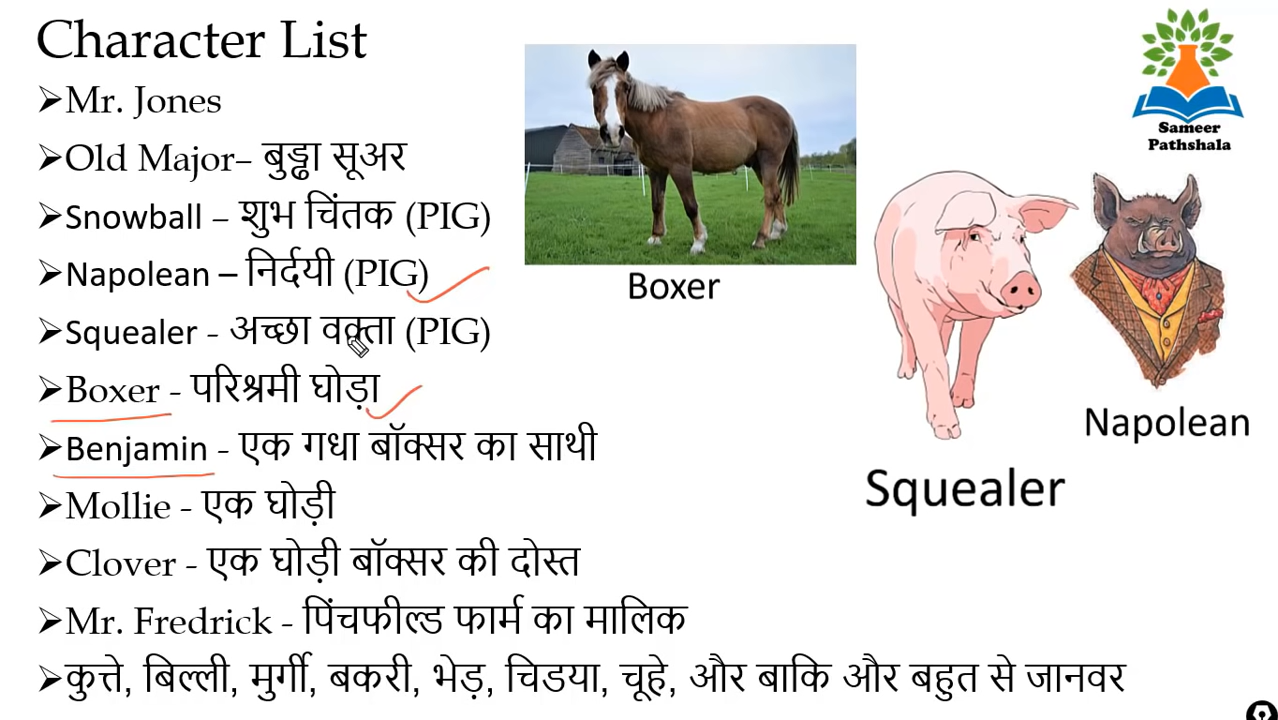 Character List
➢Mr. Jones
➢Old Major– बुड्ढा सूअर
➢Snowball – शुभ चिंतक (PIG)
➢Napolean – निर्दयी (PIG)
➢Squealer - अच्छा वक्ता (PIG)
➢Boxer - परिश्रमी घोड़ा
➢Benjamin - एक गधा बॉक्सर का साथी
➢Mollie - एक घोड़ी
➢Clover - एक घोड़ी बॉक्सर की दोस्त
➢Mr. Fredrick - पिंचफील्ड फार्म का मालिक
➢कुत्ते, बिल्ली, मुर्गी, बकरी, भेड़, चिडया, चूहे, और बाकि और बहुत से जानवर
Boxer
Squealer
Napolean
Sameer
Pathshala